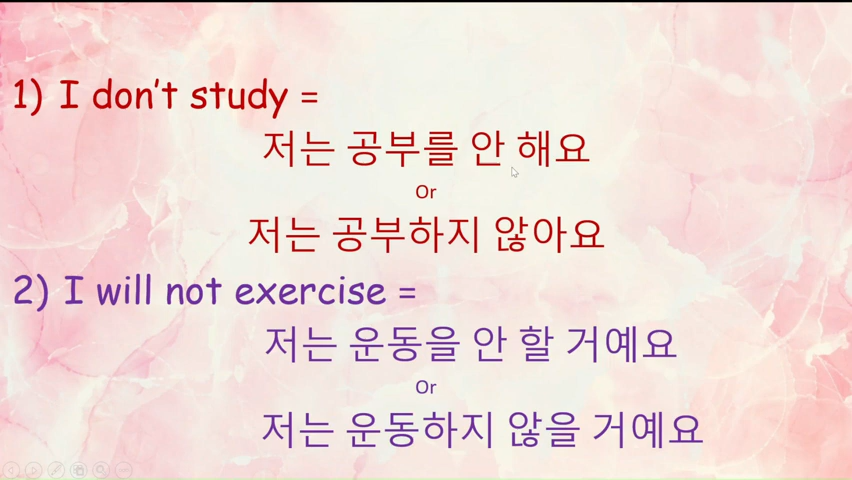 1) I don't study =
저는 공부를 안 해요
Or
저는 공부하지 않아요
2) I will not exercise =
저는 운동을 안 할 거예요
Or
저는 운동하지 않을 거예요